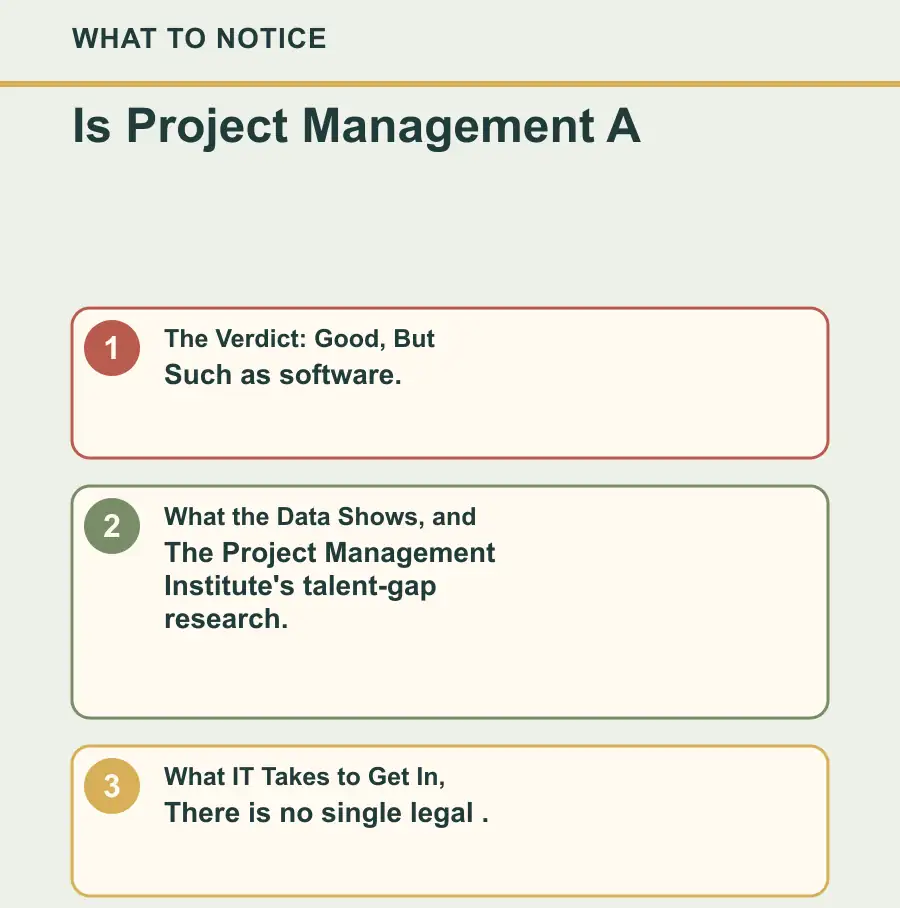 WHAT TO NOTICE
Is Project Management A
1
The Verdict: Good, But
Such as software.
2
What the Data Shows, and
The Project Management
Institute's talent-gap
research.
3
What IT Takes to Get In,
There is no single legal .